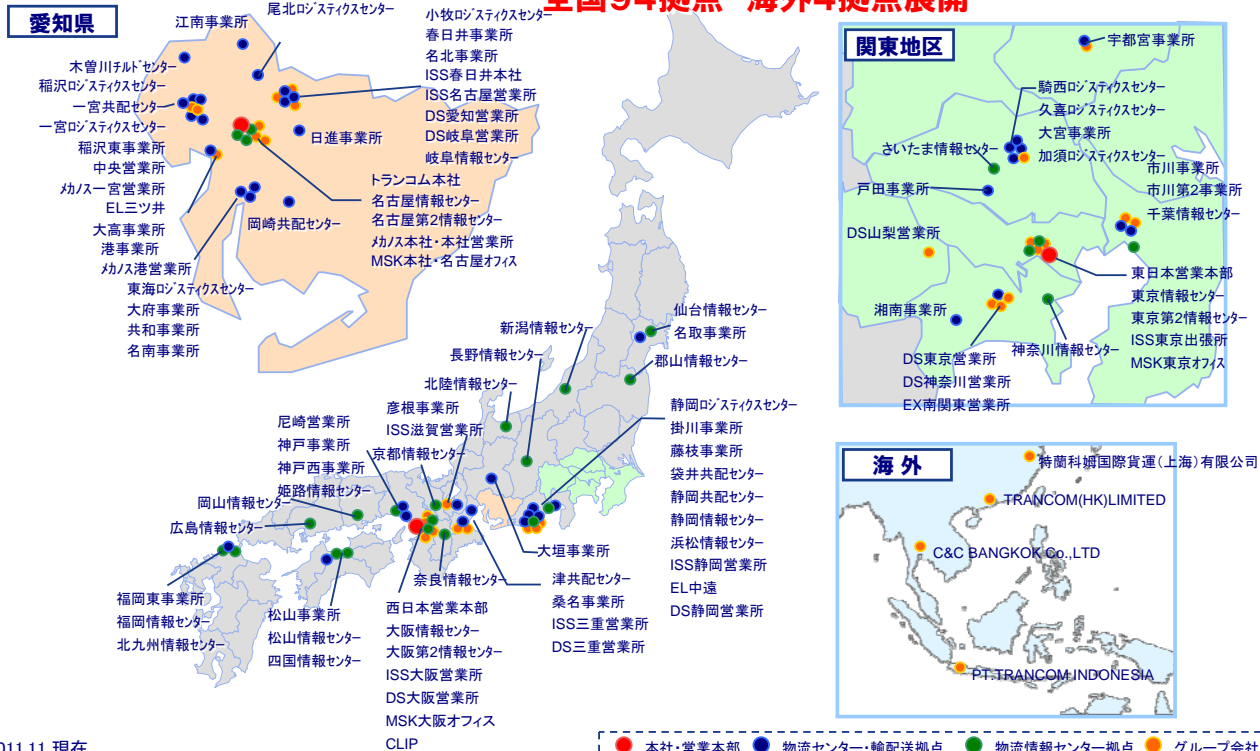 全国94拠点 海外4拠点展開
愛知県
江南事業所
尾北ロジスティクスセンター
木曽川チルドセンター
稲沢ロジスティクスセンター
一宮共配センター
一宮ロジスティクスセンター
稲沢東事業所
中央営業所
メカノス一宮営業所
EL三ツ井
大高事業所
港事業所
メカノス港営業所
東海ロジスティクスセンター
大府事業所
共和事業所
名南事業所
小牧ロジスティクスセンター
春日井事業所
名北事業所
ISS春日井本社
ISS名古屋営業所
DS愛知営業所
DS岐阜営業所
岐阜情報センター
日進事業所
トランコム本社
名古屋情報センター
名古屋第2情報センター
メカノス本社・本社営業所
MSK本社・名古屋オフィス
岡崎共配センター
関東地区
宇都宮事業所
騎西ロジスティクスセンター
久喜ロジスティクスセンター
大宮事業所
加須ロジスティクスセンター
さいたま情報センター
戸田事業所
市川事業所
市川第2事業所
千葉情報センター
DS山梨営業所
東日本営業本部
東京情報センター
東京第2情報センター
ISS東京出張所
MSK東京オフィス
湘南事業所
神奈川情報センター
DS東京営業所
DS神奈川営業所
EX南関東営業所
仙台情報センター
名取事業所
新潟情報センター
長野情報センター
郡山情報センター
北陸情報センター
彦根事業所
ISS滋賀営業所
京都情報センター
尼崎営業所
神戸事業所
神戸西事業所
姫路情報センター
岡山情報センター
広島情報センター
静岡ロジスティクスセンター
掛川事業所
藤枝事業所
袋井共配センター
静岡共配センター
静岡情報センター
浜松情報センター
ISS静岡営業所
EL中遠
DS静岡営業所
大垣事業所
津共配センター
桑名事業所
ISS三重営業所
DS三重営業所
奈良情報センター
西日本営業本部
大阪情報センター
大阪第2情報センター
ISS大阪営業所
DS大阪営業所
MSK大阪オフィス
CLIP
福岡東事業所
福岡情報センター
北九州情報センター
松山事業所
松山情報センター
四国情報センター
海外
特蘭科姆国際貨運(上海)有限公司
TRANCOM(HK)LIMITED
C&C BANGKOK Co.,LTD
PT.TRANCOM INDONESIA
011.11 現在
本社・営業本部 物流センター・輸配送拠点 物流情報センター拠点 グループ会社